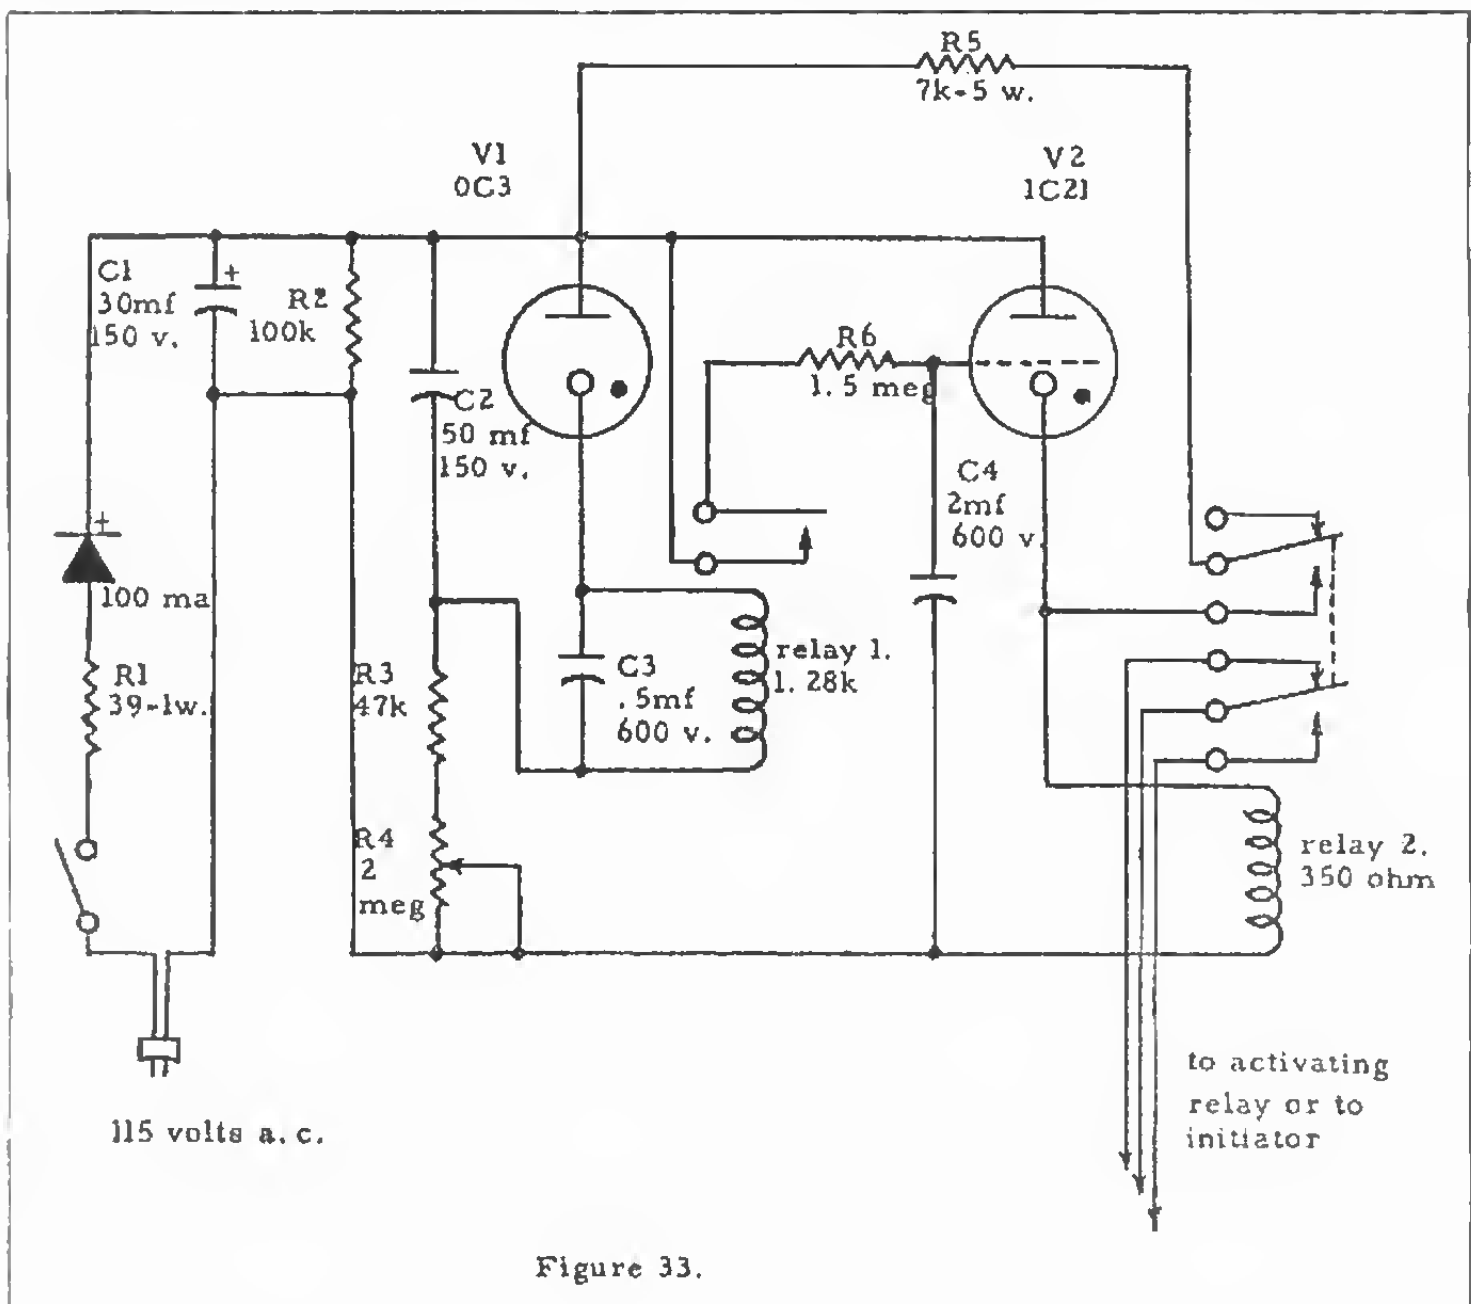 R5
7k-5 w.
V1
0C3
V2
1C21
C1
30mf
150 v.
+
R2
100k
R6
1.5 meg
C2
50 mf
150 v.
C4
2mf
600 v.
+
100 ma
R1
39-1w.
R3
47k
C3
.5mf
600 v.
relay 1.
1.28k
R4
2
meg
relay 2.
350 ohm
to activating
relay or to
initiator
115 volts a.c.
Figure 33.